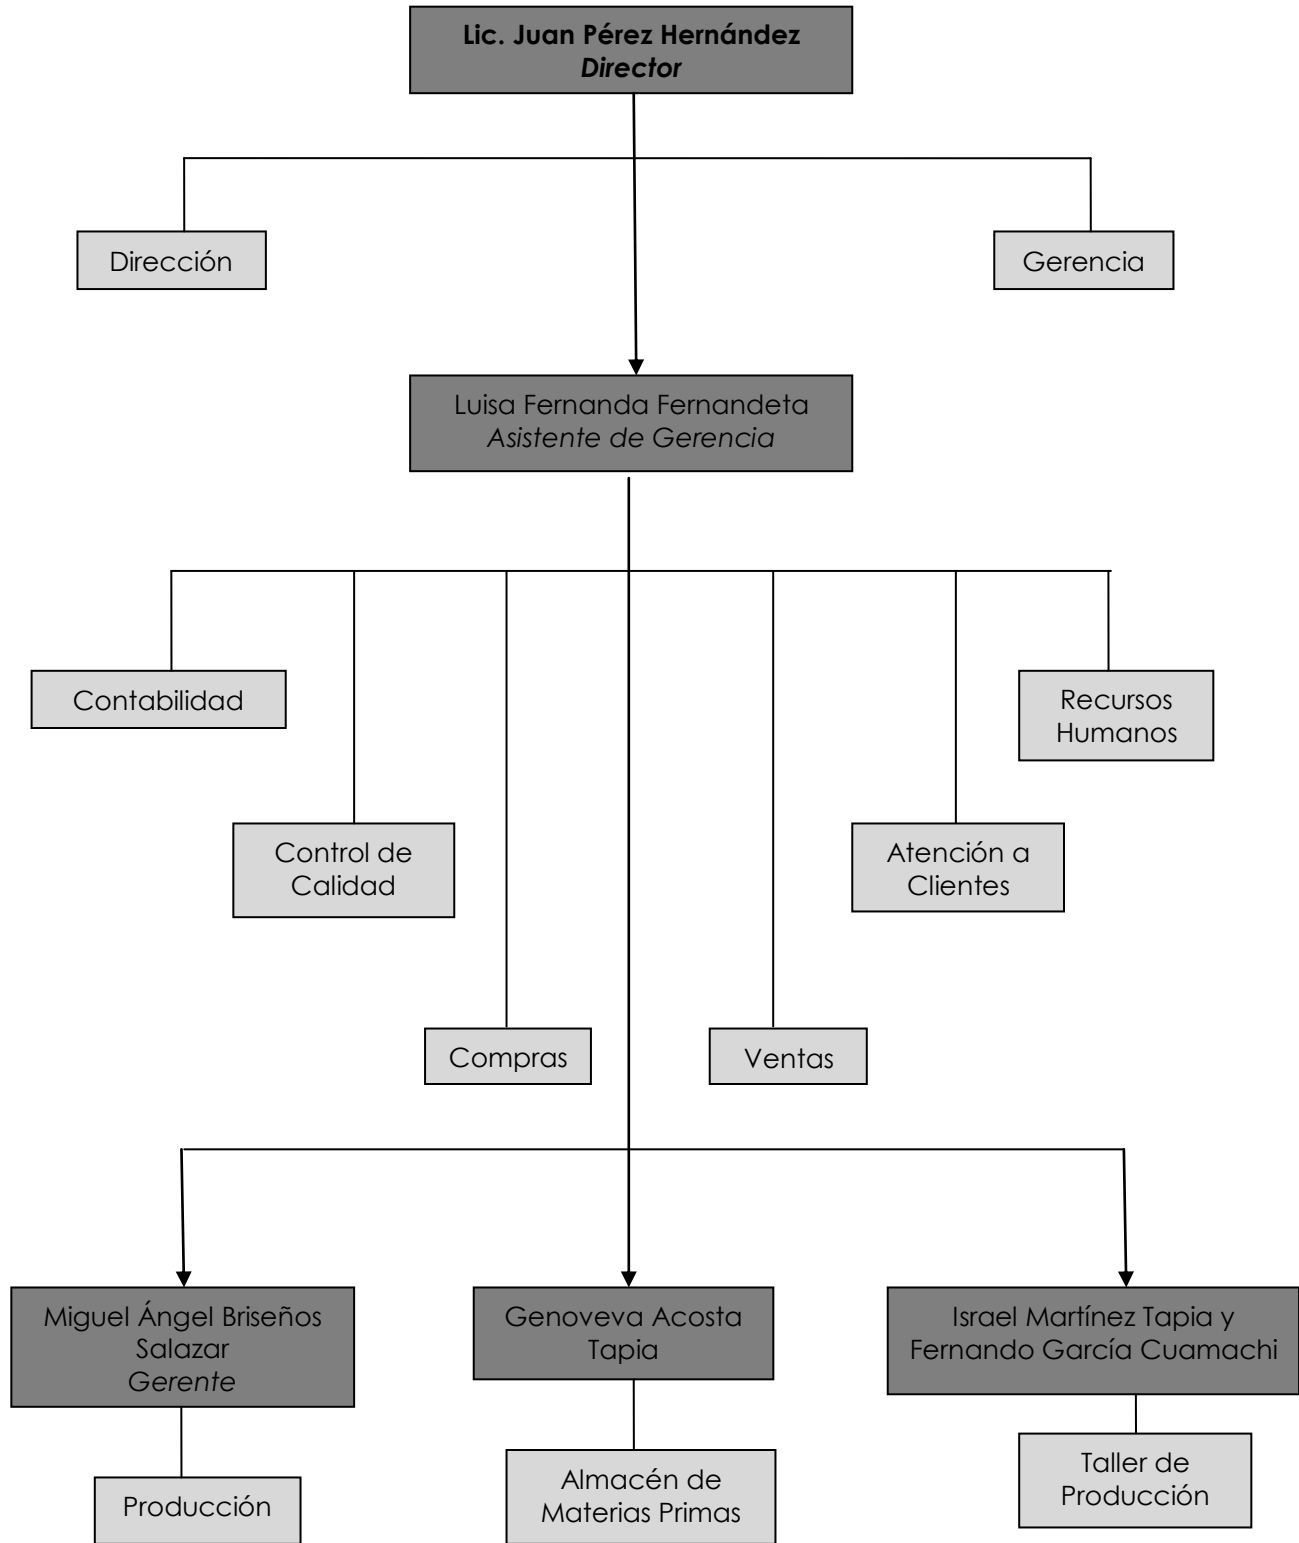 Lic. Juan Pérez Hernández
Director
Dirección
Gerencia
Luisa Fernanda Fernandeta
Asistente de Gerencia
Contabilidad
Recursos
Humanos
Control de
Calidad
Atención a
Clientes
Compras
Ventas
Miguel Ángel Briseños
Salazar
Gerente
Genoveva Acosta
Tapia
Israel Martínez Tapia y
Fernando García Cuamachi
Producción
Almacén de
Materias Primas
Taller de
Producción